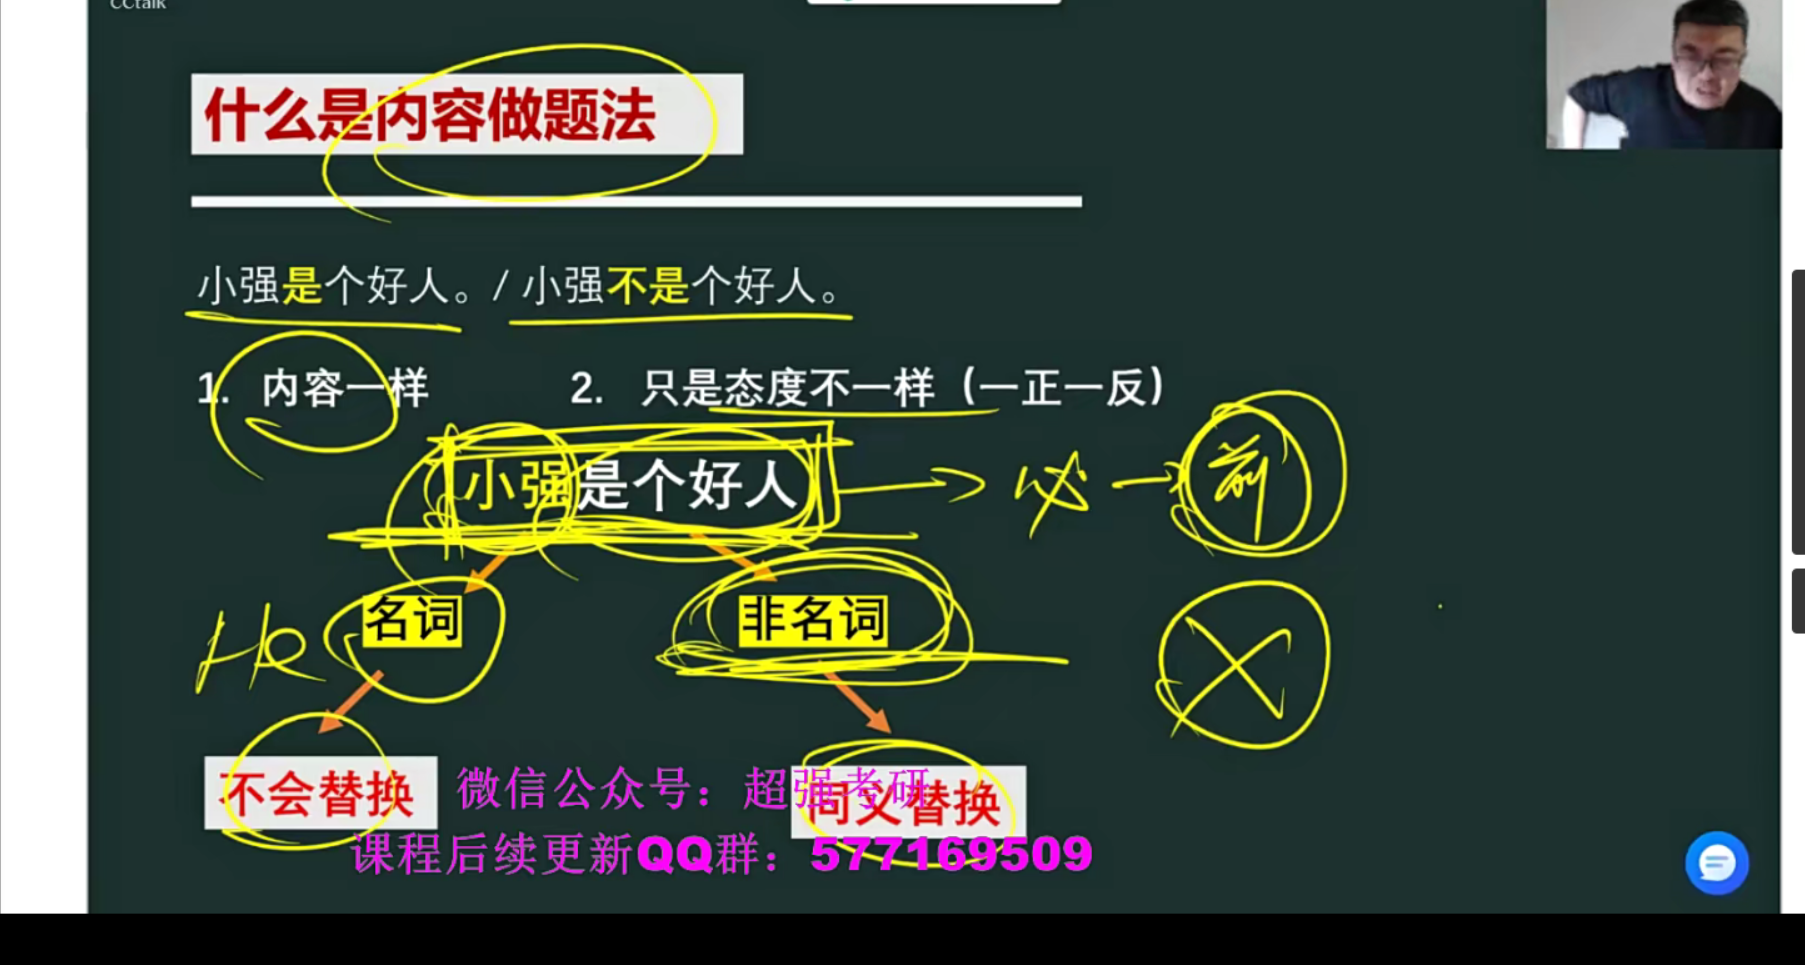 CCtalk
什么是内容做题法
小强是个好人。/ 小强不是个好人。
1. 内容一样 2. 只是态度不一样（一正一反）
小强是个好人
前
He 名词 非名词
不会替换 同义替换
微信公众号：超强考研
课程后续更新QQ群：577169509